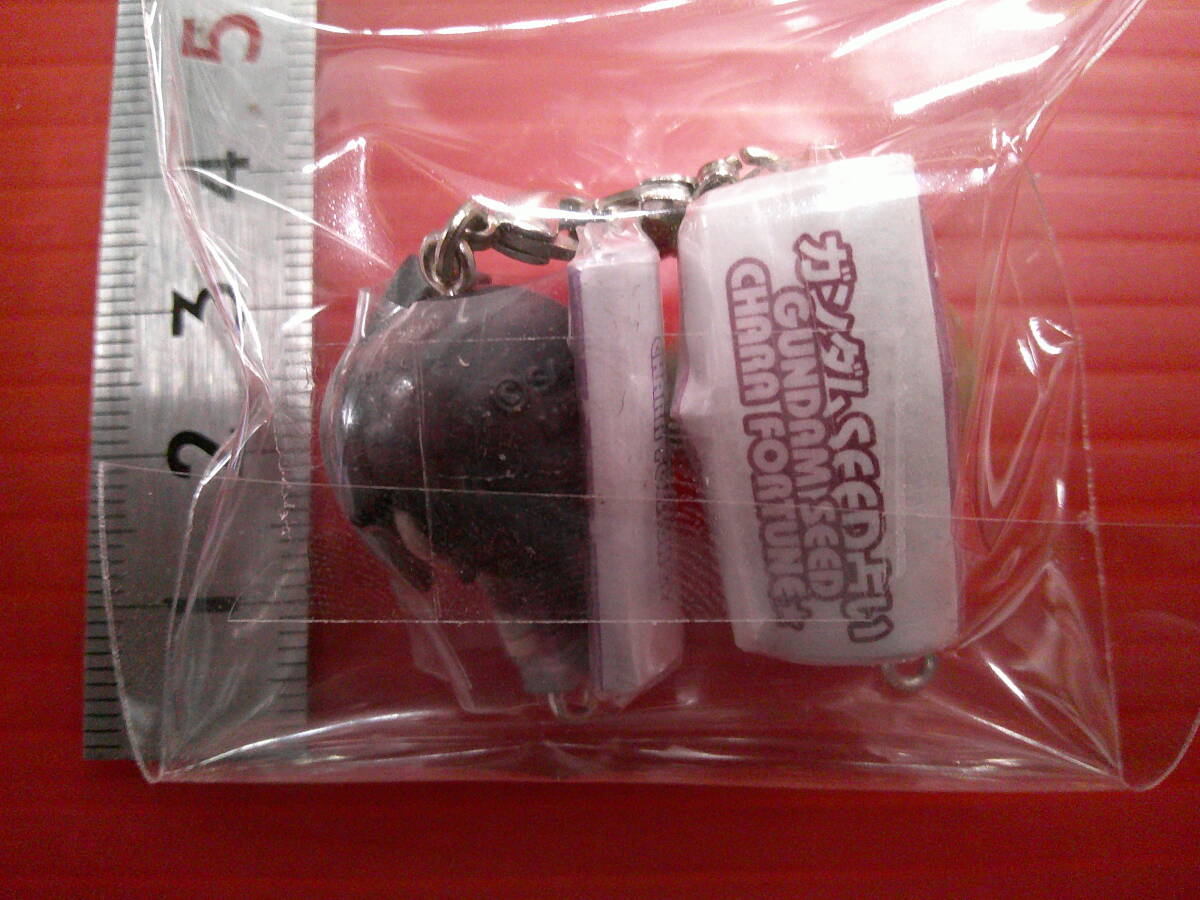 5
4
3
2
1
ガンダムSEED占い
GUNDAM SEED
CHARA FORTUNE